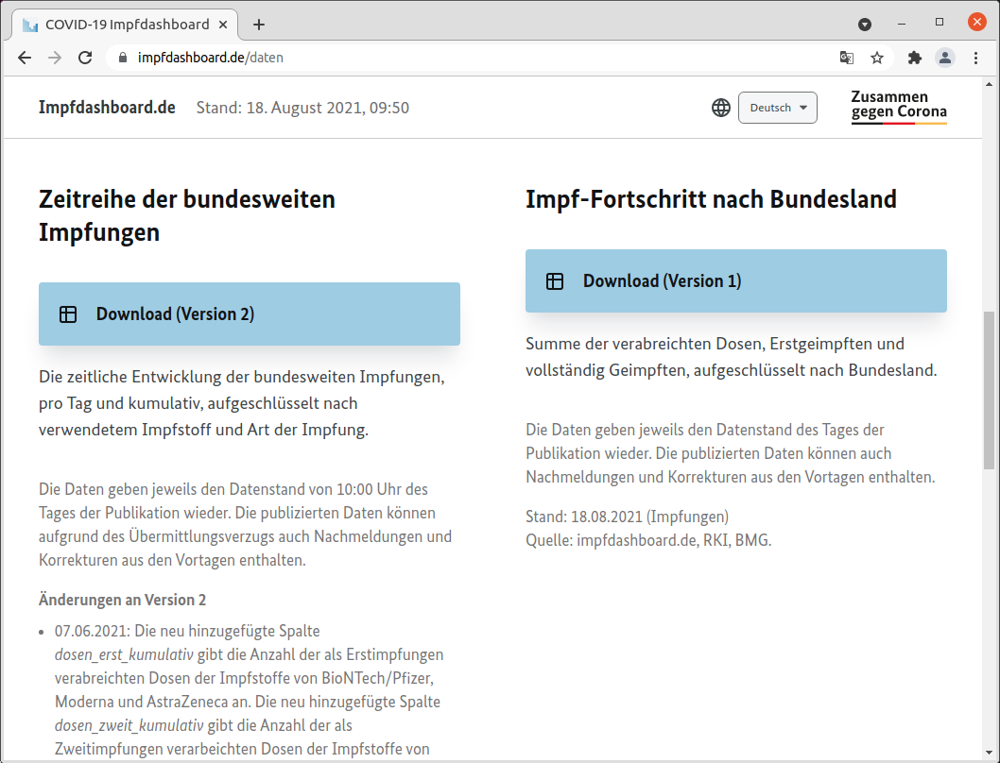 COVID-19 Impfdashboard
impfdashboard.de/daten
Impfdashboard.de
Stand: 18. August 2021, 09:50
Deutsch
Zusammen
gegen Corona
Zeitreihe der bundesweiten
Impfungen
Download (Version 2)
Die zeitliche Entwicklung der bundesweiten Impfungen,
pro Tag und kumulativ, aufgeschlüsselt nach
verwendetem Impfstoff und Art der Impfung.
Die Daten geben jeweils den Datenstand von 10:00 Uhr des
Tages der Publikation wieder. Die publizierten Daten können
aufgrund des Übermittlungsverzugs auch Nachmeldungen und
Korrekturen aus den Vortagen enthalten.
Änderungen an Version 2
• 07.06.2021: Die neu hinzugefügte Spalte
dosen_erst_kumulativ gibt die Anzahl der als Erstimpfungen
verabreichten Dosen der Impfstoffe von BioNTech/Pfizer,
Moderna und AstraZeneca an. Die neu hinzugefügte Spalte
dosen_zweit_kumulativ gibt die Anzahl der als
Zweitimpfungen verarbeichten Dosen der Impfstoffe von
Impf-Fortschritt nach Bundesland
Download (Version 1)
Summe der verabreichten Dosen, Erstgeimpften und
vollständig Geimpften, aufgeschlüsselt nach Bundesland.
Die Daten geben jeweils den Datenstand des Tages der
Publikation wieder. Die publizierten Daten können auch
Nachmeldungen und Korrekturen aus den Vortagen enthalten.
Stand: 18.08.2021 (Impfungen)
Quelle: impfdashboard.de, RKI, BMG.